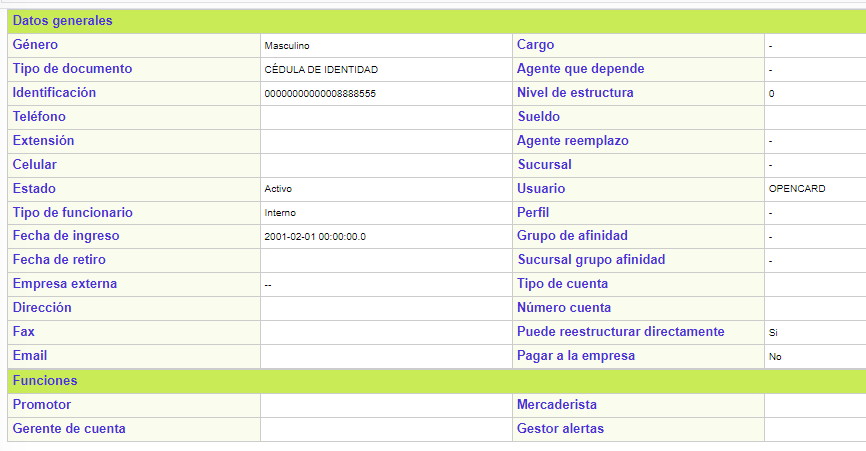 Datos generales
Género Masculino Cargo -
Tipo de documento CÉDULA DE IDENTIDAD Agente que depende -
Identificación 00000000000008888555 Nivel de estructura 0
Teléfono Sueldo
Extensión Agente reemplazo -
Celular Sucursal -
Estado Activo Usuario OPENCARD
Tipo de funcionario Interno Perfil -
Fecha de ingreso 2001-02-01 00:00:00.0 Grupo de afinidad -
Fecha de retiro Sucursal grupo afinidad -
Empresa externa -- Tipo de cuenta
Dirección Número cuenta
Fax Puede reestructurar directamente Si
Email Pagar a la empresa No
Funciones
Promotor Mercaderista
Gerente de cuenta Gestor alertas